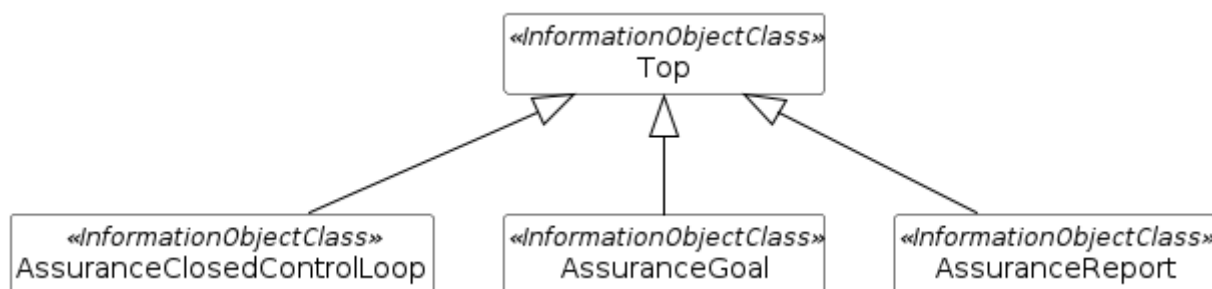 «InformationObjectClass»
Top
«InformationObjectClass»
AssuranceClosedControlLoop
«InformationObjectClass»
AssuranceGoal
«InformationObjectClass»
AssuranceReport